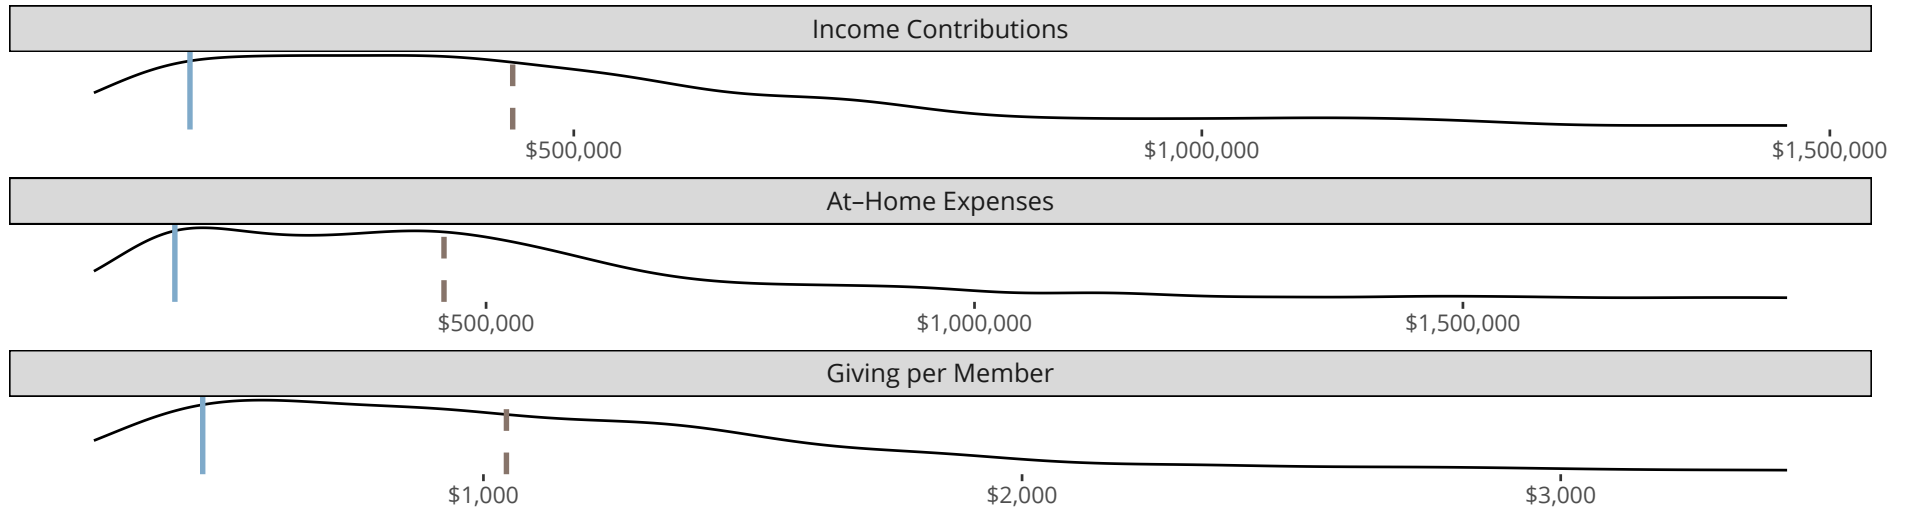 Income Contributions
$500,000 $1,000,000 $1,500,000
At–Home Expenses
$500,000 $1,000,000 $1,500,000
Giving per Member
$1,000 $2,000 $3,000